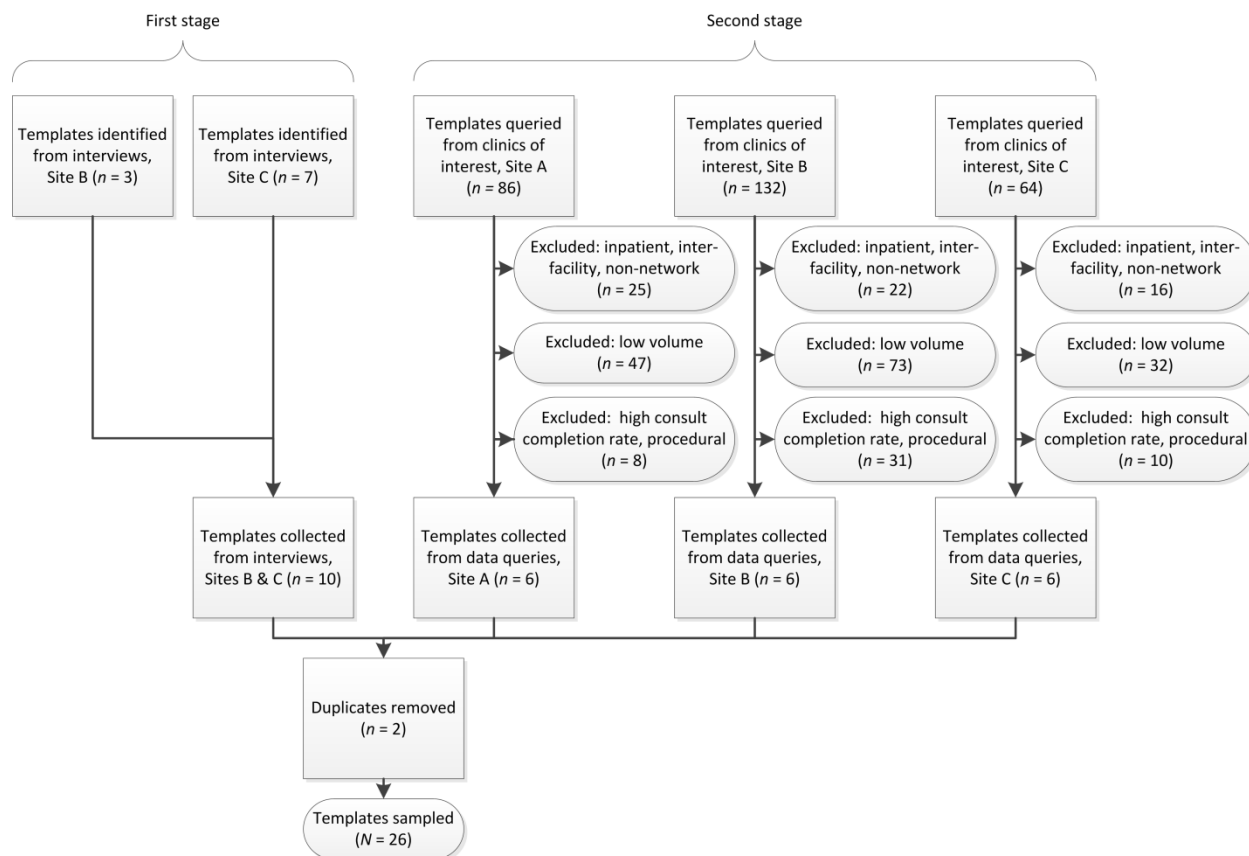 First stage
Second stage
Templates identified
from interviews,
Site B (n = 3)
Templates identified
from interviews,
Site C (n = 7)
Templates queried
from clinics of
interest, Site A
(n = 86)
Templates queried
from clinics of
interest, Site B
(n = 132)
Templates queried
from clinics of
interest, Site C
(n = 64)
Excluded: inpatient, inter-
facility, non-network
(n = 25)
Excluded: inpatient, inter-
facility, non-network
(n = 22)
Excluded: inpatient, inter-
facility, non-network
(n = 16)
Excluded: low volume
(n = 47)
Excluded: low volume
(n = 73)
Excluded: low volume
(n = 32)
Excluded:  high consult
completion rate, procedural
(n = 8)
Excluded:  high consult
completion rate, procedural
(n = 31)
Excluded:  high consult
completion rate, procedural
(n = 10)
Templates collected
from interviews,
Sites B & C (n = 10)
Templates collected
from data queries,
Site A (n = 6)
Templates collected
from data queries,
Site B (n = 6)
Templates collected
from data queries,
Site C (n = 6)
Duplicates removed
(n = 2)
Templates sampled
(N = 26)